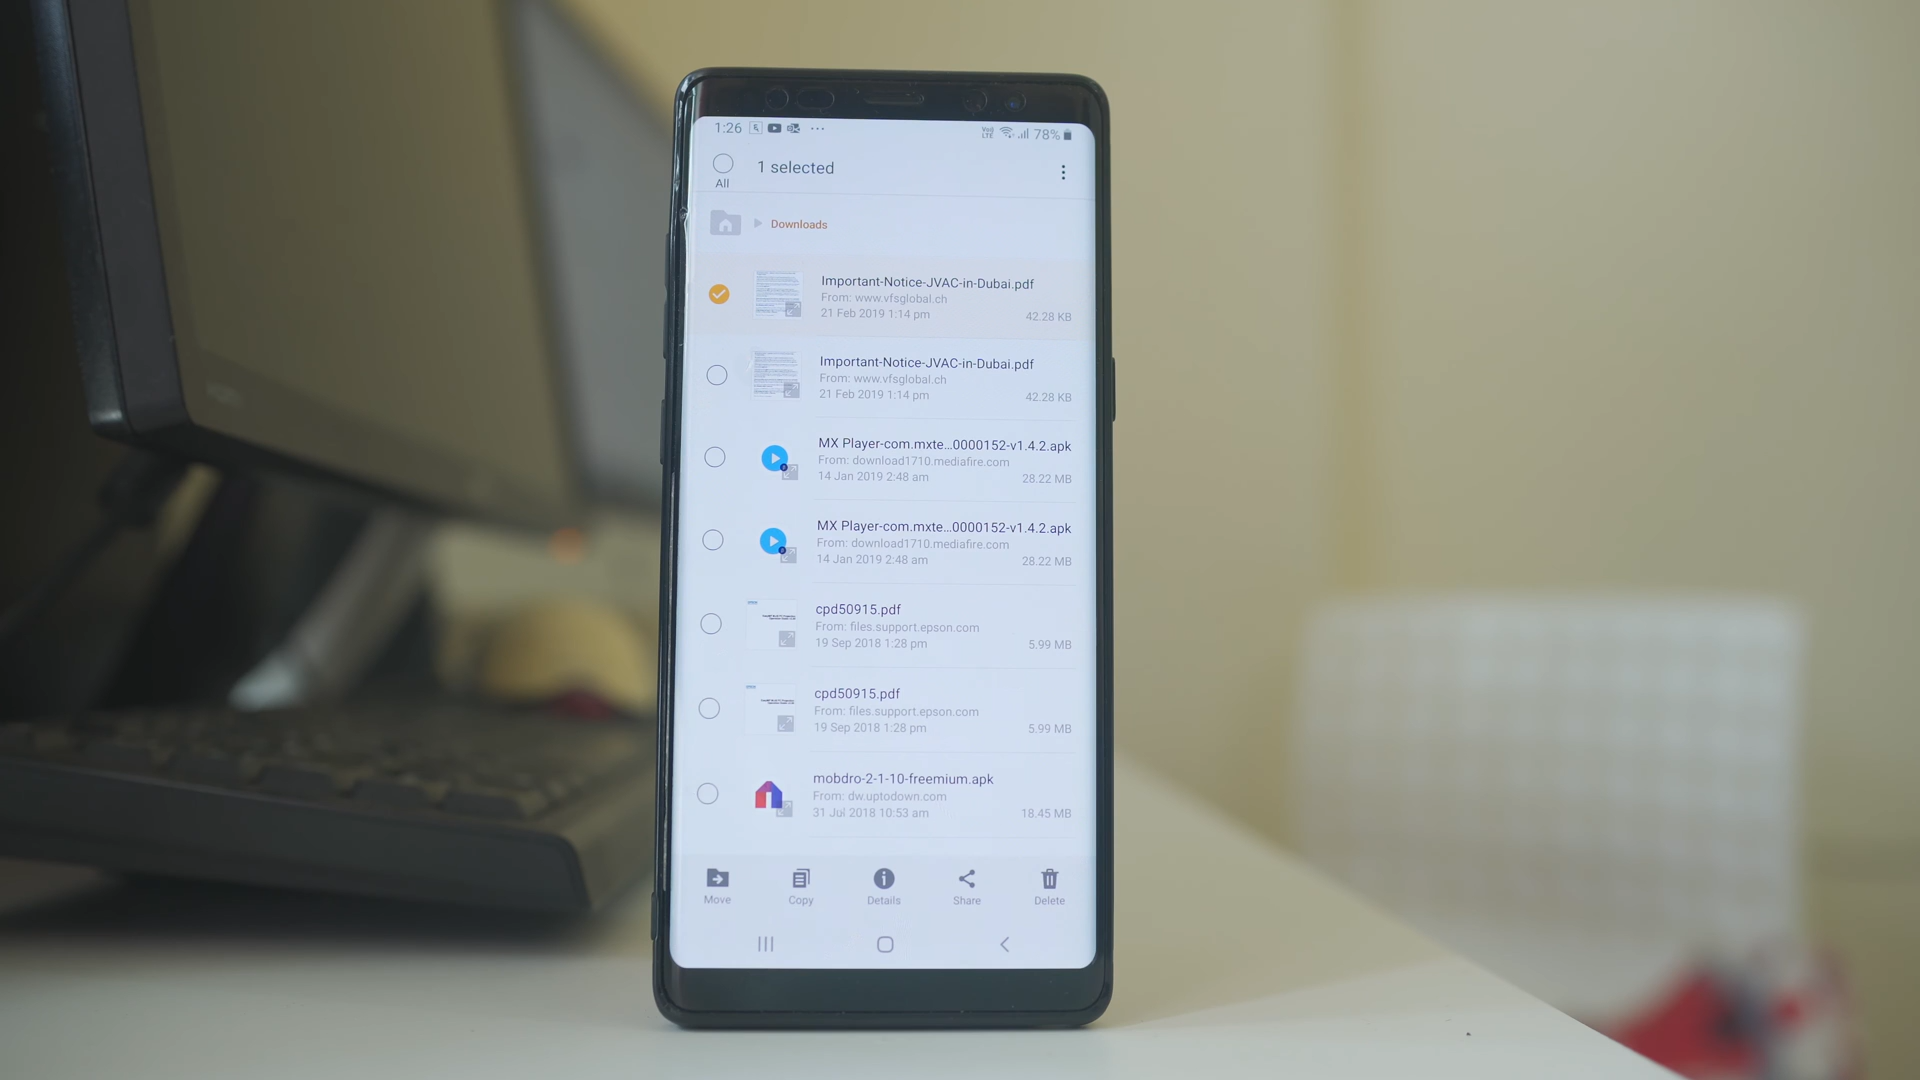 1:26 78%
Vo)) LTE
1 selected
All
Downloads
Important-Notice-JVAC-in-Dubai.pdf
From: www.vfsglobal.ch
21 Feb 2019 1:14 pm 42.28 KB
Important-Notice-JVAC-in-Dubai.pdf
From: www.vfsglobal.ch
21 Feb 2019 1:14 pm 42.28 KB
MX Player-com.mxte...0000152-v1.4.2.apk
From: download1710.mediafire.com
14 Jan 2019 2:48 am 28.22 MB
MX Player-com.mxte...0000152-v1.4.2.apk
From: download1710.mediafire.com
14 Jan 2019 2:48 am 28.22 MB
cpd50915.pdf
From: files.support.epson.com
19 Sep 2018 1:28 pm 5.99 MB
cpd50915.pdf
From: files.support.epson.com
19 Sep 2018 1:28 pm 5.99 MB
mobdro-2-1-10-freemium.apk
From: dw.uptodown.com
31 Jul 2018 10:53 am 18.45 MB
Move Copy Details Share Delete